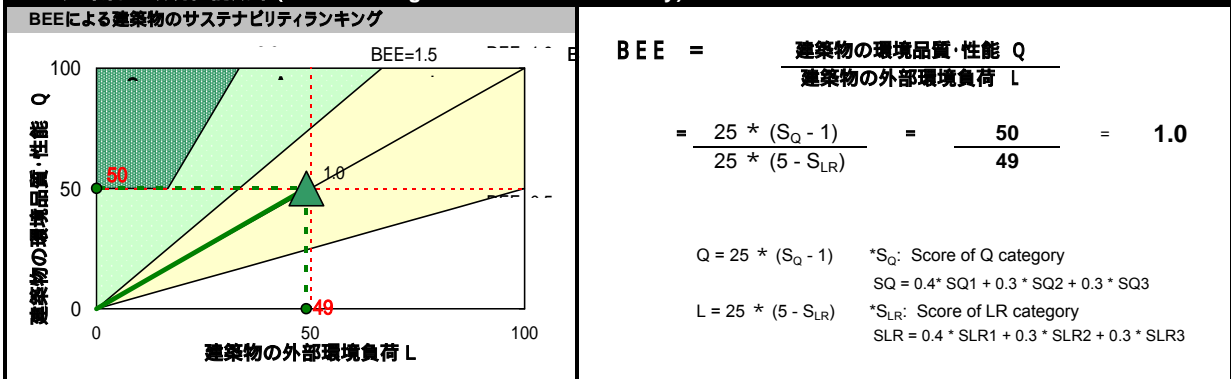 BEEによる建築物のサステナビリティランキング
BEE=1.5
100
50
0
建築物の環境品質・性能 Q
50
1.0
49
0
50
100
建築物の外部環境負荷 L
BEE = 建築物の環境品質・性能 Q
建築物の外部環境負荷 L
= 25 * (SQ - 1) = 50 = 1.0
25 * (5 - SLR) 49
Q = 25 * (SQ - 1) *SQ: Score of Q category
SQ = 0.4* SQ1 + 0.3 * SQ2 + 0.3 * SQ3
L = 25 * (5 - SLR) *SLR: Score of LR category
SLR = 0.4 * SLR1 + 0.3 * SLR2 + 0.3 * SLR3